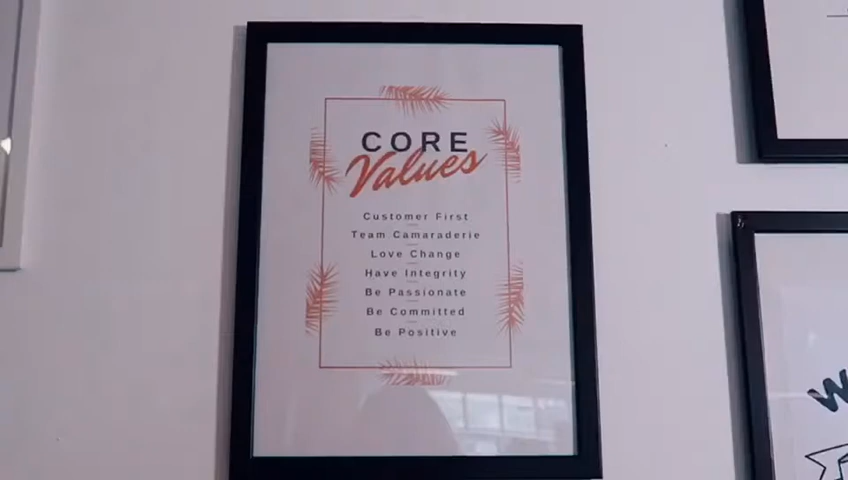 CORE
Values
Customer First
Team Camaraderie
Love Change
Have Integrity
Be Passionate
Be Committed
Be Positive